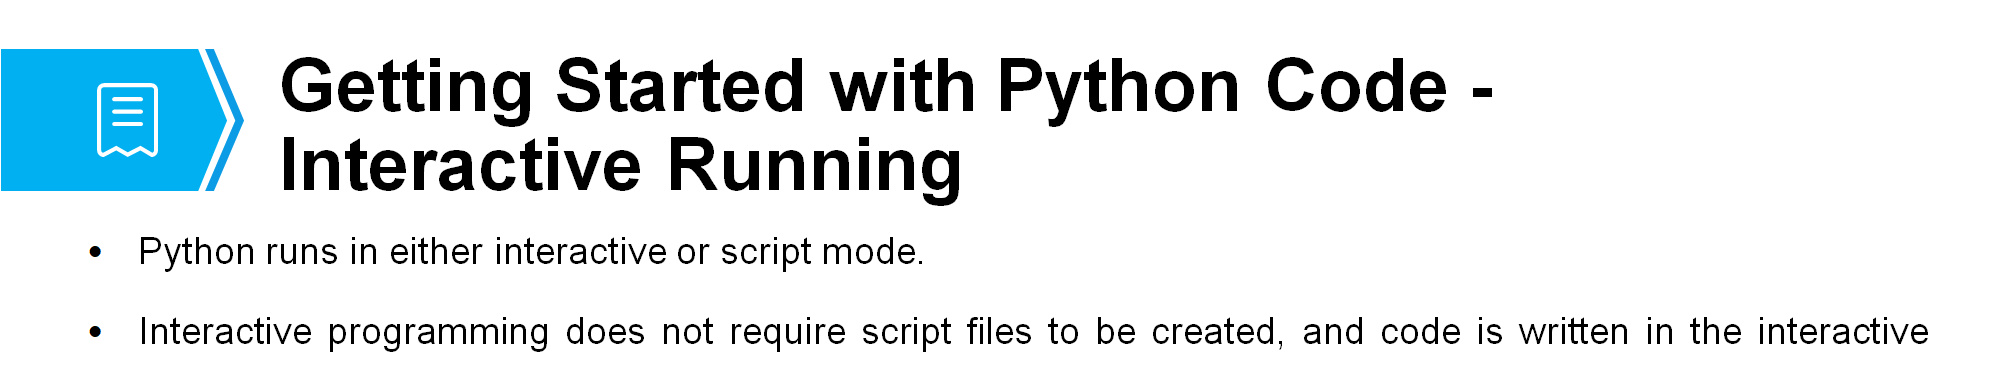 Getting Started with Python Code -
Interactive Running
• Python runs in either interactive or script mode.
• Interactive programming does not require script files to be created, and code is written in the interactive